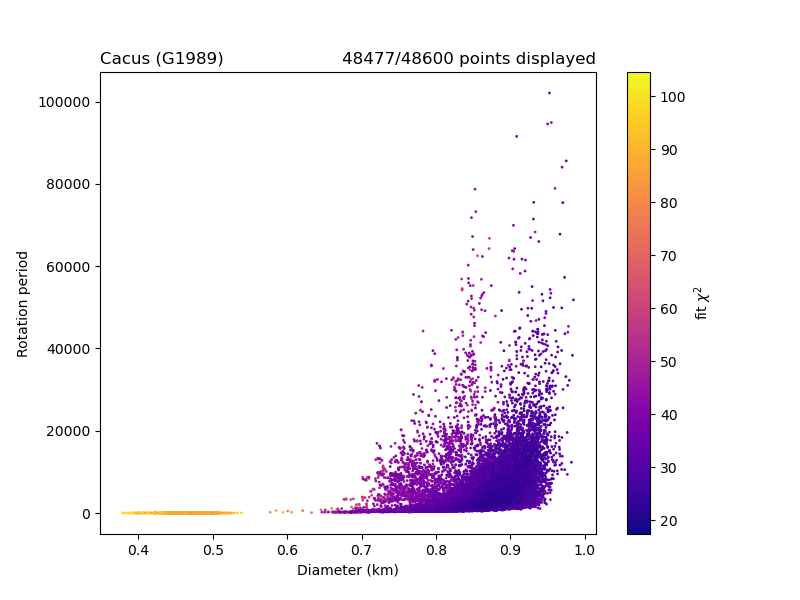 Cacus (G1989)
48477/48600 points displayed
100000
80000
60000
40000
20000
0
Rotation period
0.4 0.5 0.6 0.7 0.8 0.9 1.0
Diameter (km)
100
90
80
70
60
50
40
30
20
fit χ²